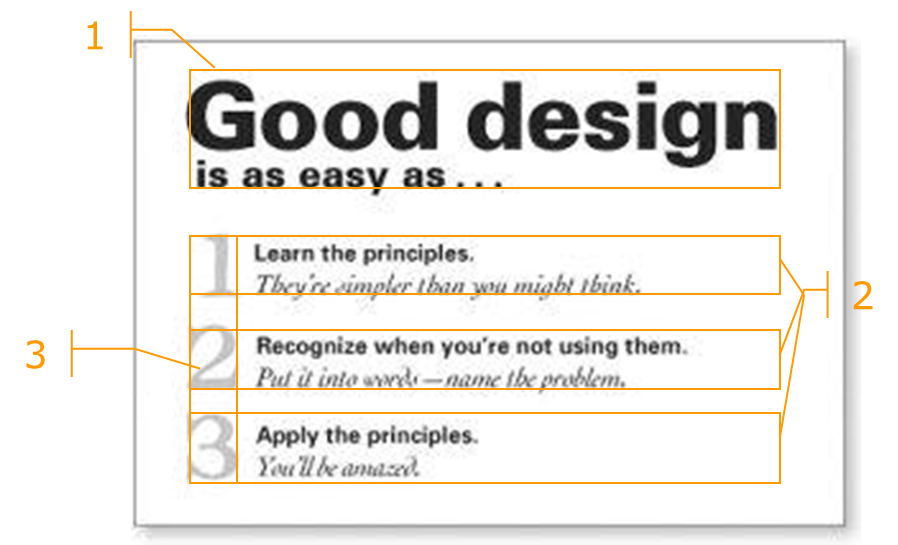 1
Good design
is as easy as . . .
1 Learn the principles.
They're simpler than you might think.
2
2 Recognize when you're not using them.
3
Put it into words—name the problem.
3 Apply the principles.
You'll be amazed.